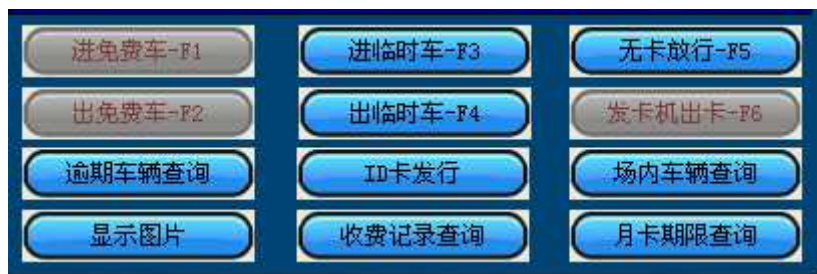 进免费车-F1
进临时车-F3
无卡放行-F5
出免费车-F2
出临时车-F4
发卡机出卡-F6
逾期车辆查询
ID卡发行
场内车辆查询
显示图片
收费记录查询
月卡期限查询